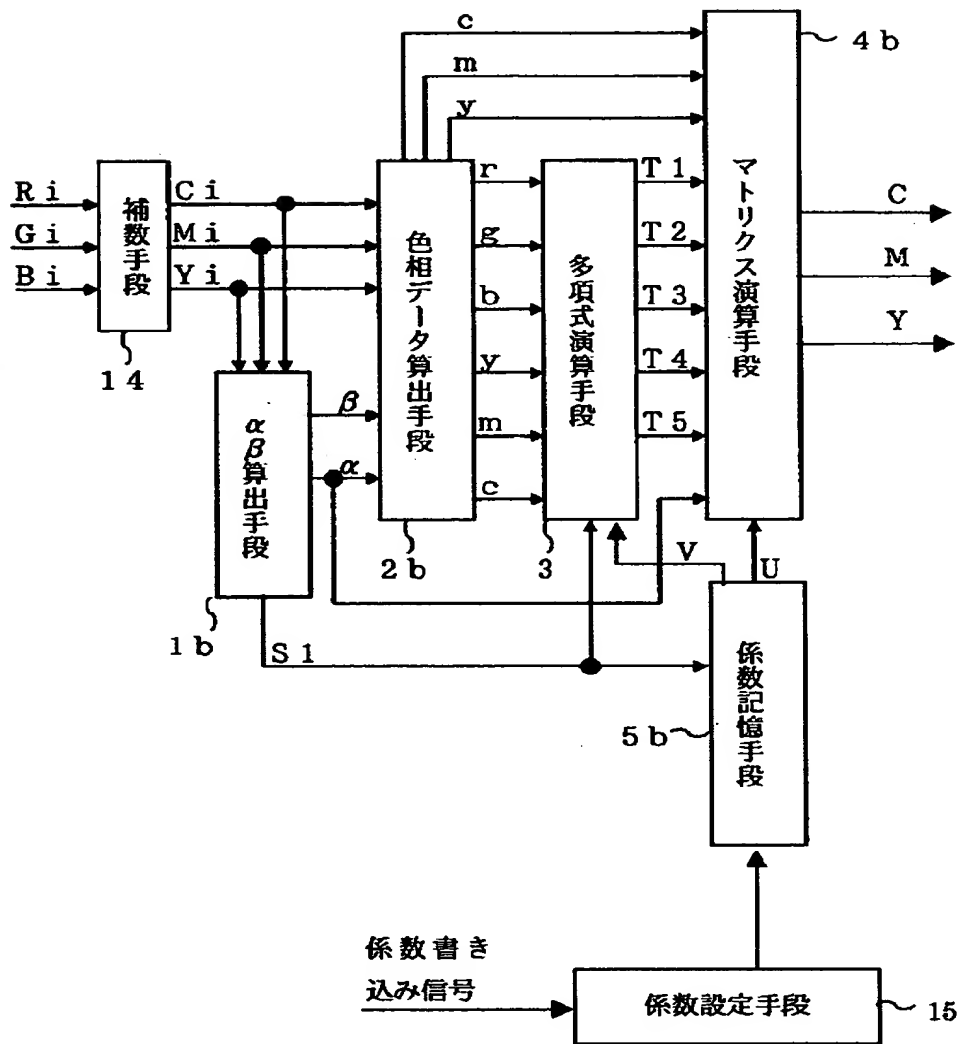 c
4b
m
y
Ri
Gi
Bi
補数手段
14
Ci
Mi
Yi
色相データ算出手段
2b
r
g
b
y
m
c
多項式演算手段
3
T1
T2
T3
T4
T5
マトリクス演算手段
C
M
Y
αβ算出手段
1b
β
α
S1
V
U
係数記憶手段
5b
係数書き
込み信号
係数設定手段
15